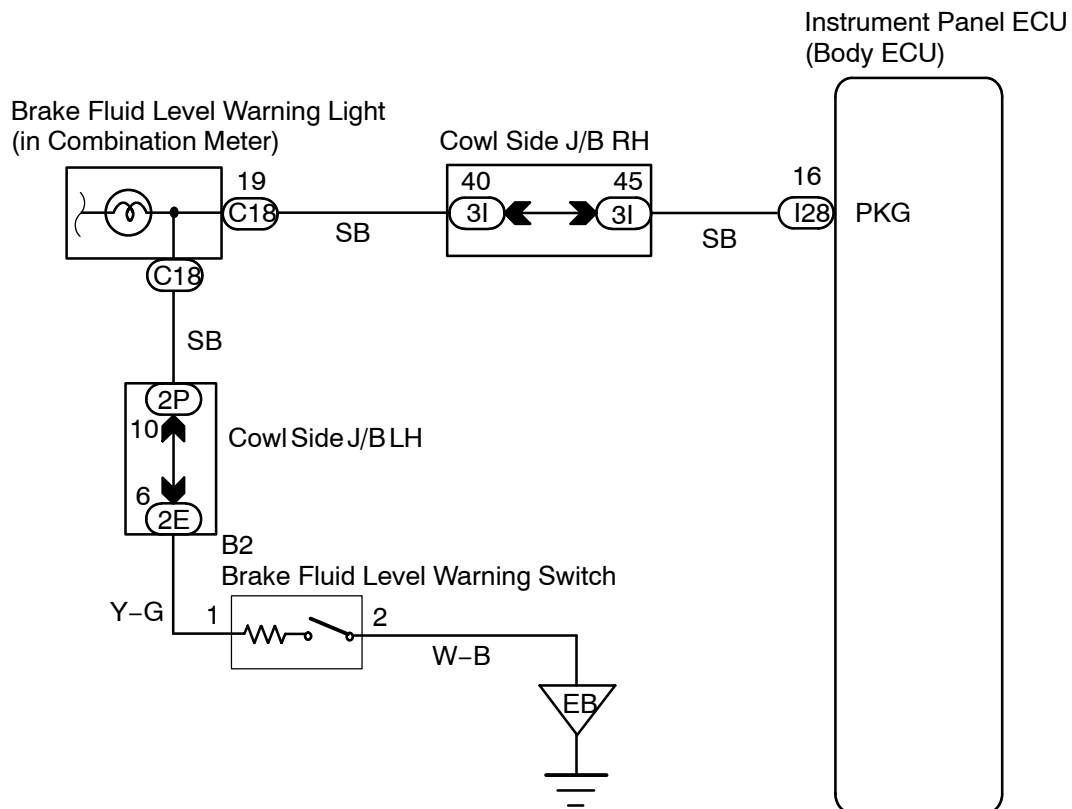 Instrument Panel ECU
(Body ECU)
Brake Fluid Level Warning Light
(in Combination Meter)
Cowl Side J/B RH
19
40
45
16
C18
3I
3I
I28
PKG
SB
SB
C18
SB
2P
10
Cowl Side J/B LH
6
2E
B2
Brake Fluid Level Warning Switch
Y–G
1
2
W–B
EB